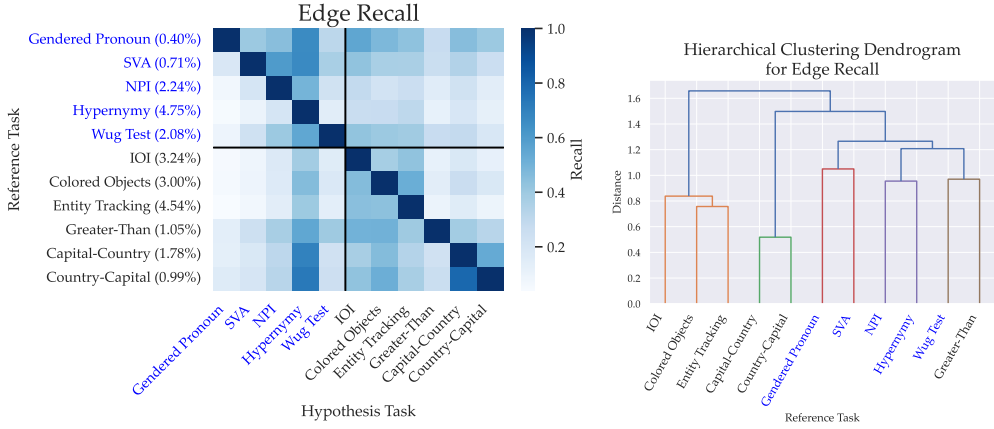 Edge Recall
Reference Task
Gendered Pronoun (0.40%)
SVA (0.71%)
NPI (2.24%)
Hypernymy (4.75%)
Wug Test (2.08%)
IOI (3.24%)
Colored Objects (3.00%)
Entity Tracking (4.54%)
Greater-Than (1.05%)
Capital-Country (1.78%)
Country-Capital (0.99%)
Gendered Pronoun
SVA
NPI
Hypernymy
Wug Test
IOI
Colored Objects
Entity Tracking
Greater-Than
Capital-Country
Country-Capital
Hypothesis Task
1.0
0.8
0.6
0.4
0.2
Recall
Hierarchical Clustering Dendrogram
for Edge Recall
Distance
1.6
1.4
1.2
1.0
0.8
0.6
0.4
0.2
0.0
IOI
Colored Objects
Entity Tracking
Capital-Country
Country-Capital
Gendered Pronoun
SVA
NPI
Hypernymy
Wug Test
Greater-Than
Reference Task